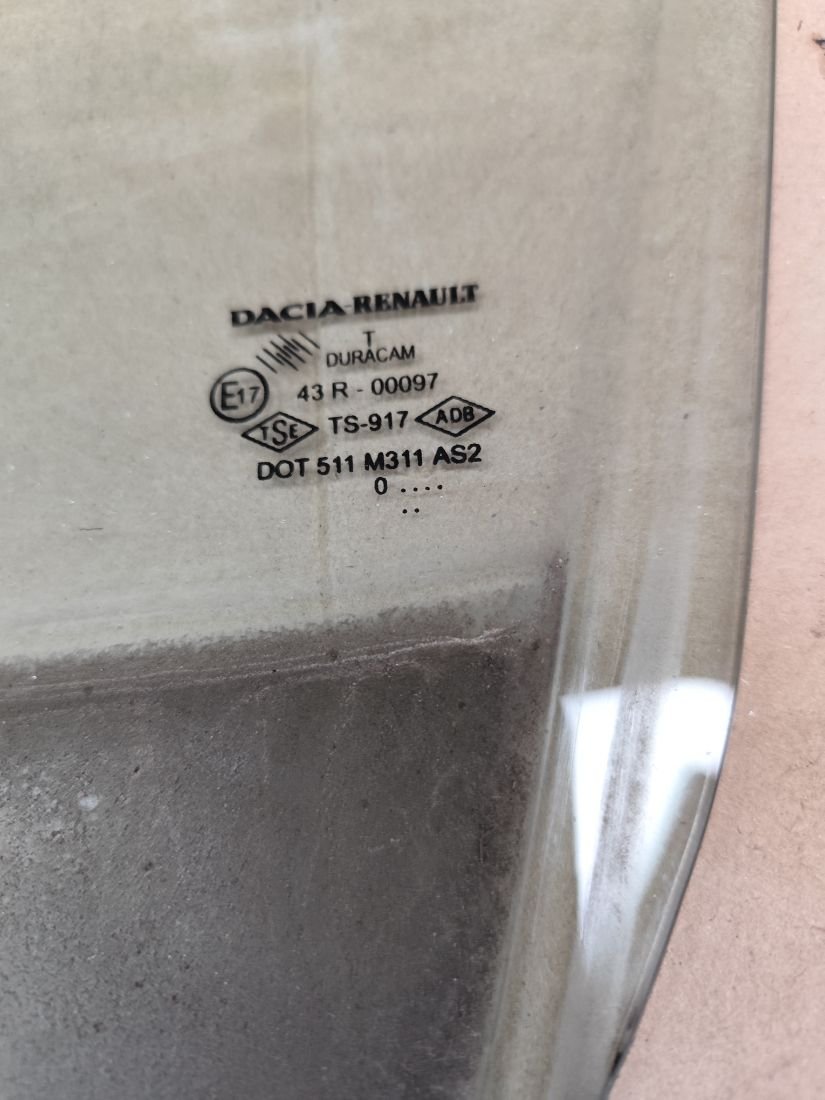 DACIA-RENAULT
T
DURACAM
E17 43 R - 00097
TSE TS-917 ADB
DOT 511 M311 AS2
0 ....
..